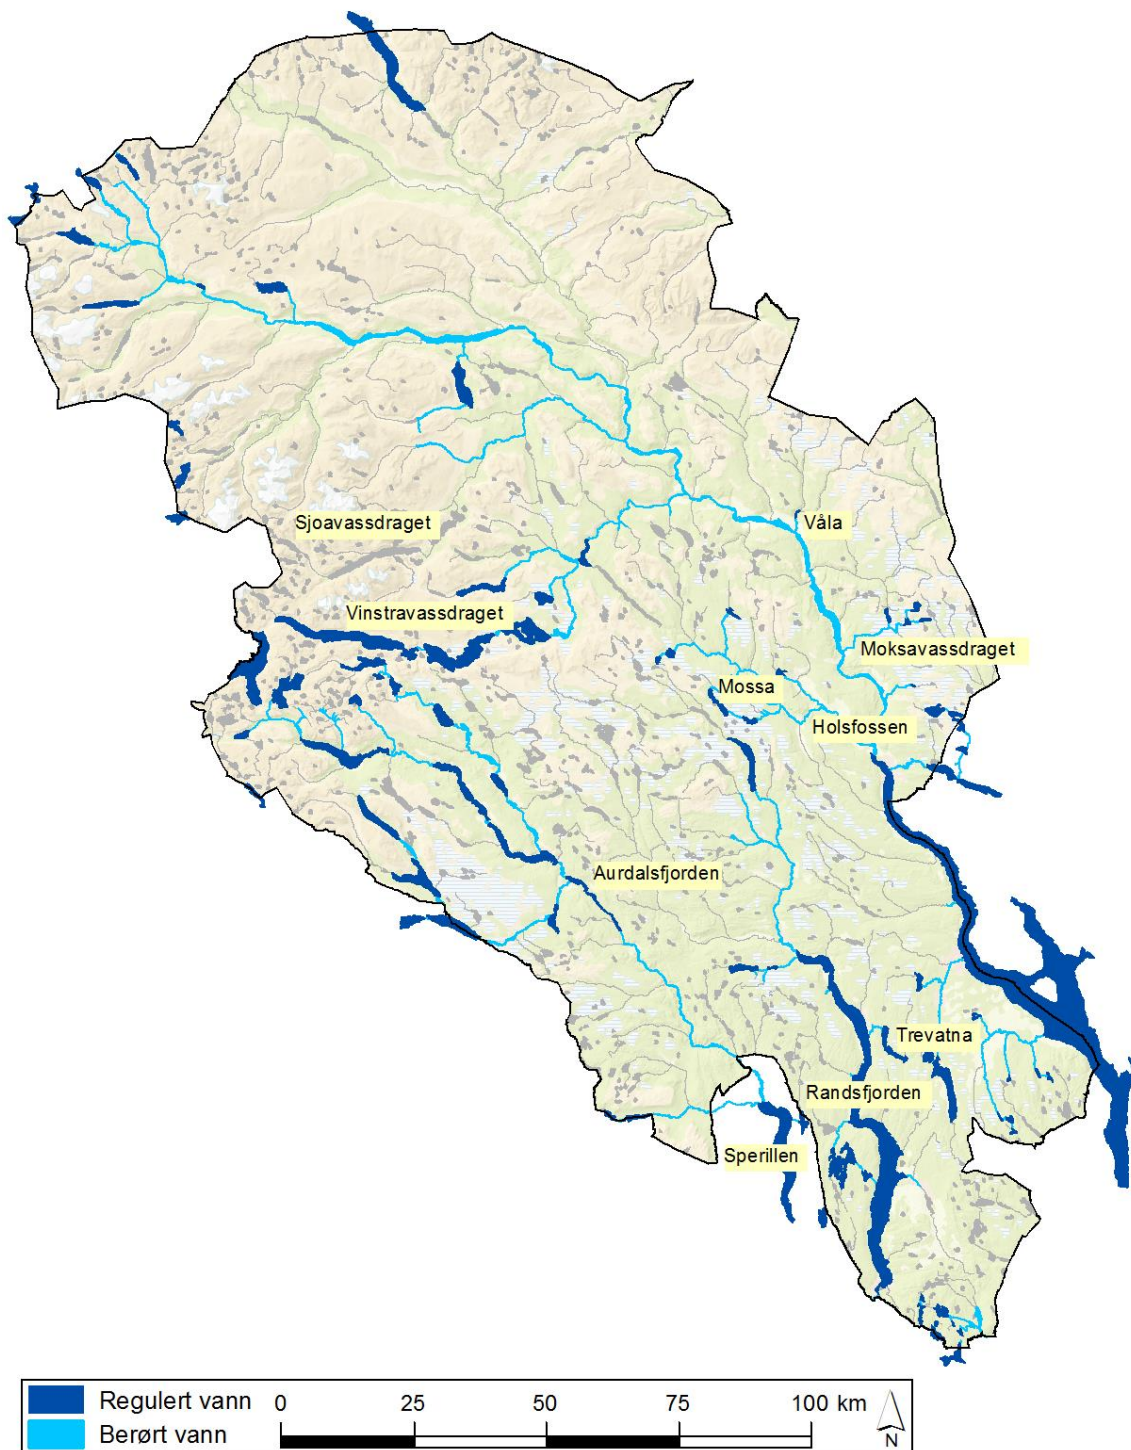 Sjoavassdraget
Våla
Vinstravassdraget
Moksavassdraget
Mossa
Holsfossen
Aurdalsfjorden
Trevatna
Randsfjorden
Sperillen
Regulert vann
Berørt vann
0 25 50 75 100 km
N